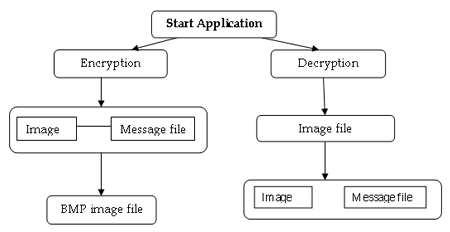 Start Application
Encryption
Decryption
Image
Message file
Image file
BMP image file
Image
Message file